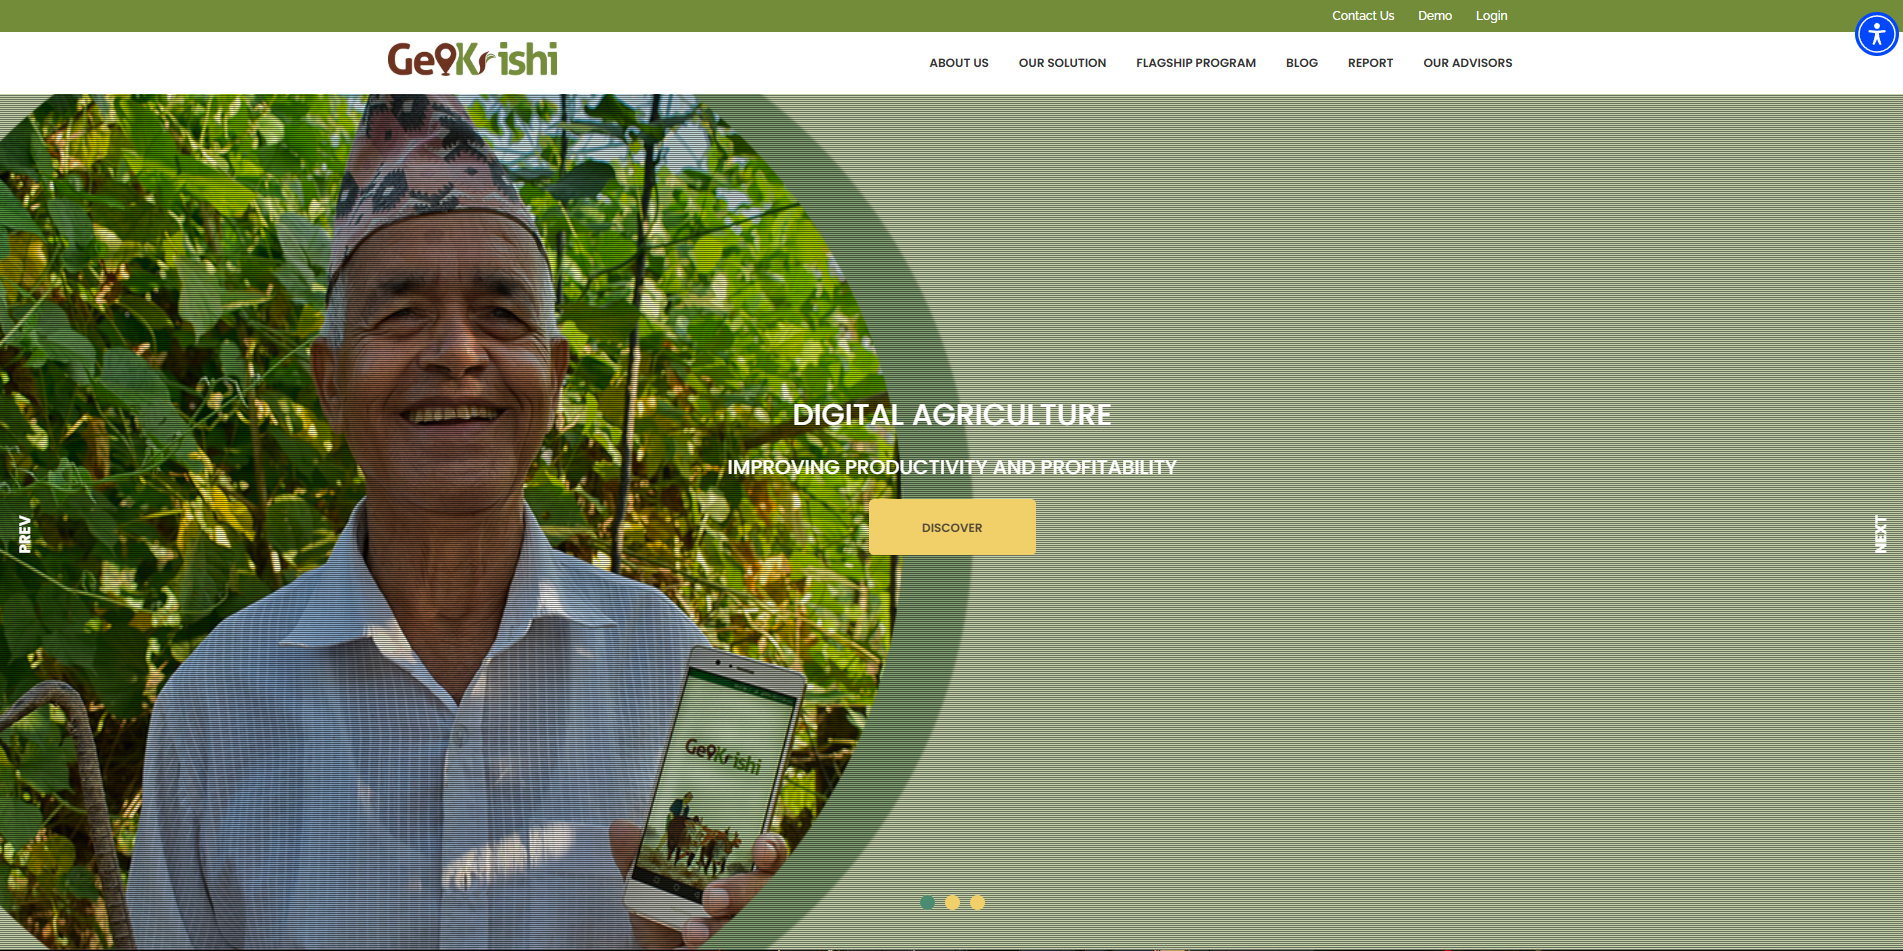 Contact Us Demo Login
GeoKrishi
ABOUT US OUR SOLUTION FLAGSHIP PROGRAM BLOG REPORT OUR ADVISORS
DIGITAL AGRICULTURE
IMPROVING PRODUCTIVITY AND PROFITABILITY
DISCOVER
PREV
NEXT
GeoKrishi